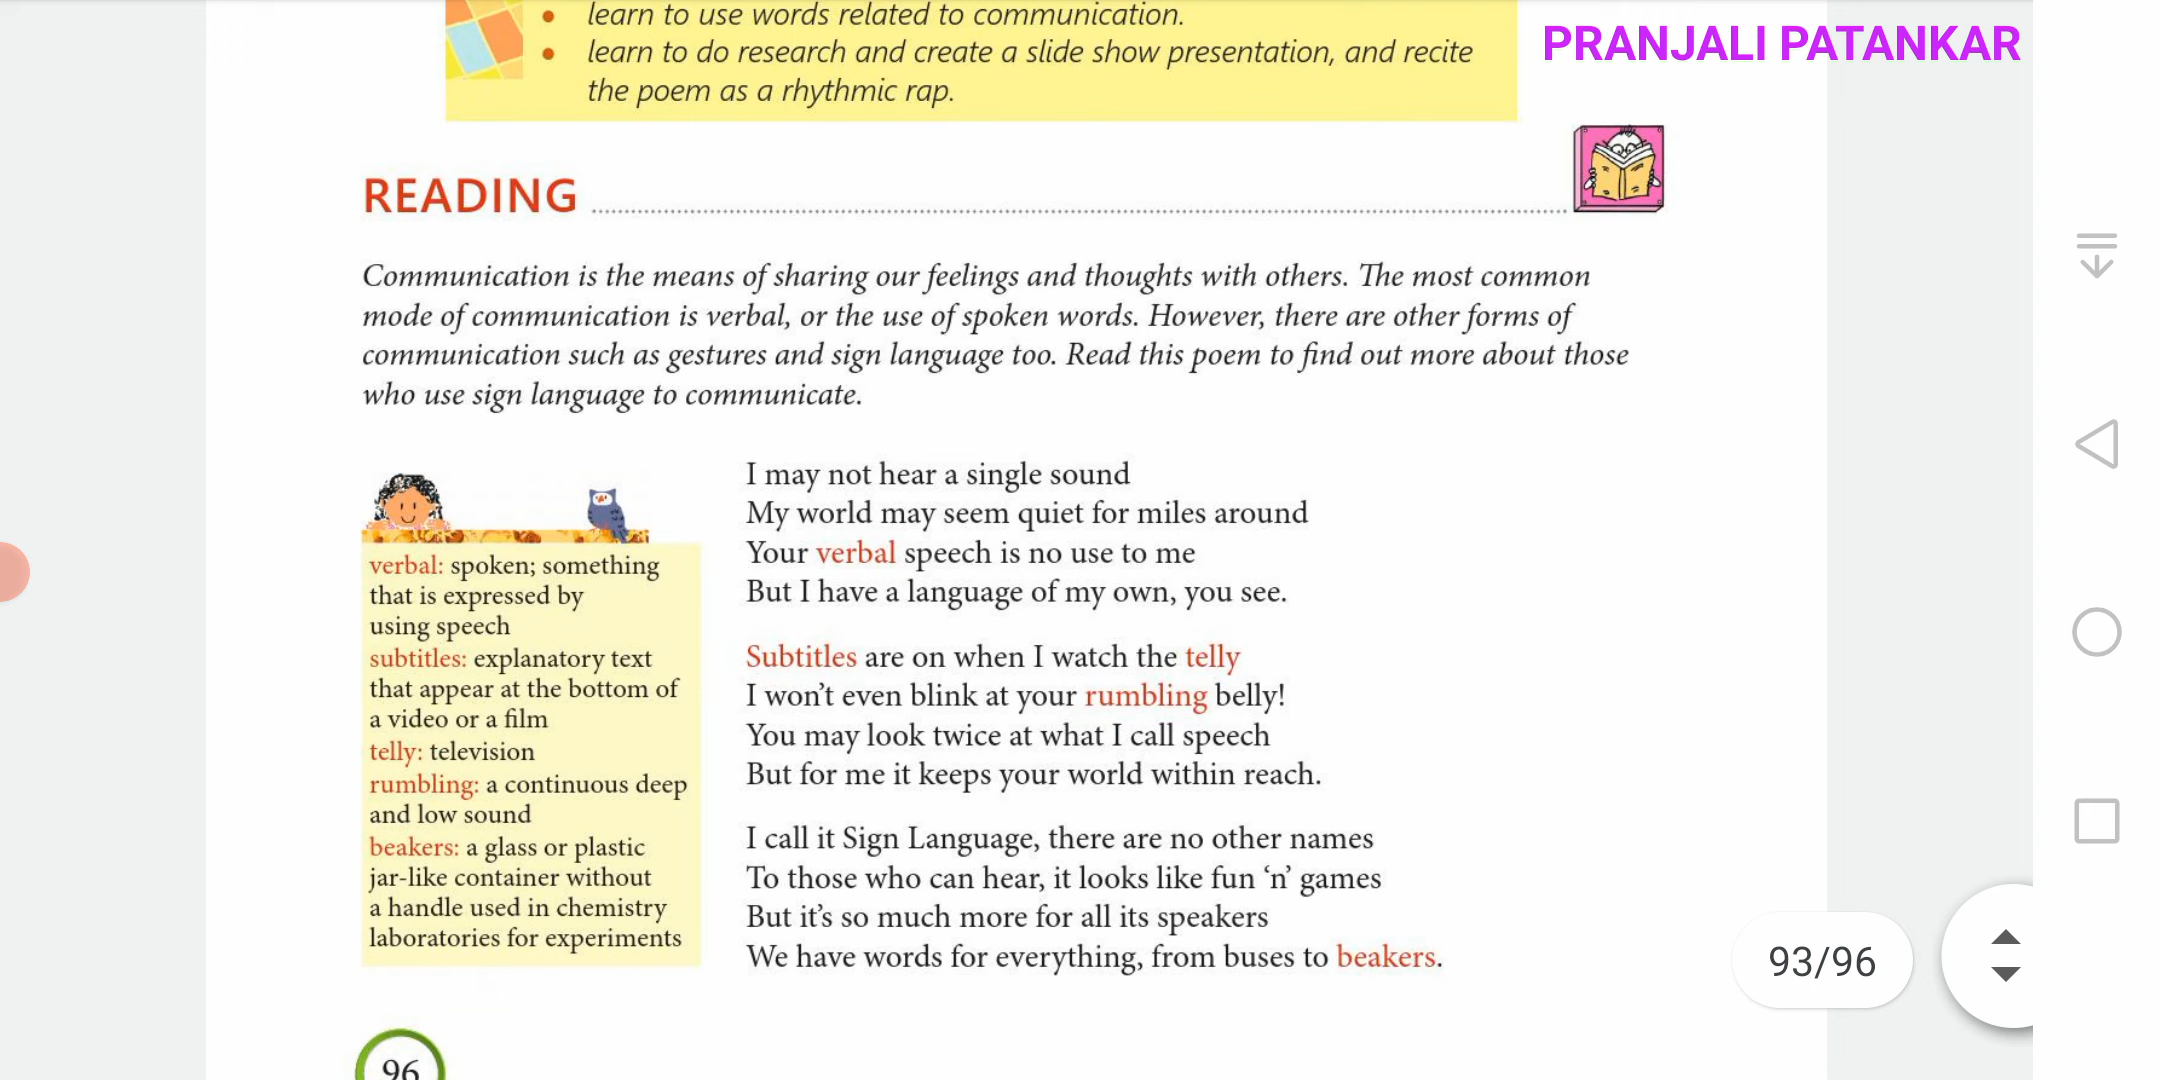 learn to use words related to communication.
PRANJALI PATANKAR
learn to do research and create a slide show presentation, and recite
the poem as a rhythmic rap.
READING
Communication is the means of sharing our feelings and thoughts with others. The most common
mode of communication is verbal, or the use of spoken words. However, there are other forms of
communication such as gestures and sign language too. Read this poem to find out more about those
who use sign language to communicate.
verbal: spoken; something
that is expressed by
using speech
subtitles: explanatory text
that appear at the bottom of
a video or a film
telly: television
rumbling: a continuous deep
and low sound
beakers: a glass or plastic
jar-like container without
a handle used in chemistry
laboratories for experiments
I may not hear a single sound
My world may seem quiet for miles around
Your verbal speech is no use to me
But I have a language of my own, you see.
Subtitles are on when I watch the telly
I won’t even blink at your rumbling belly!
You may look twice at what I call speech
But for me it keeps your world within reach.
I call it Sign Language, there are no other names
To those who can hear, it looks like fun ‘n’ games
But it’s so much more for all its speakers
We have words for everything, from buses to beakers.
93/96
96